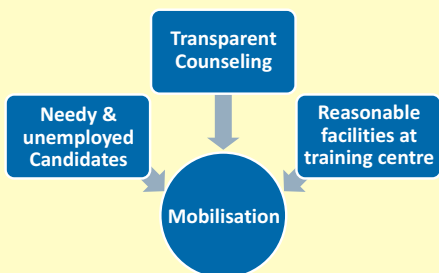 Transparent
Counseling
Needy &
unemployed
Candidates
Reasonable
facilities at
training centre
Mobilisation